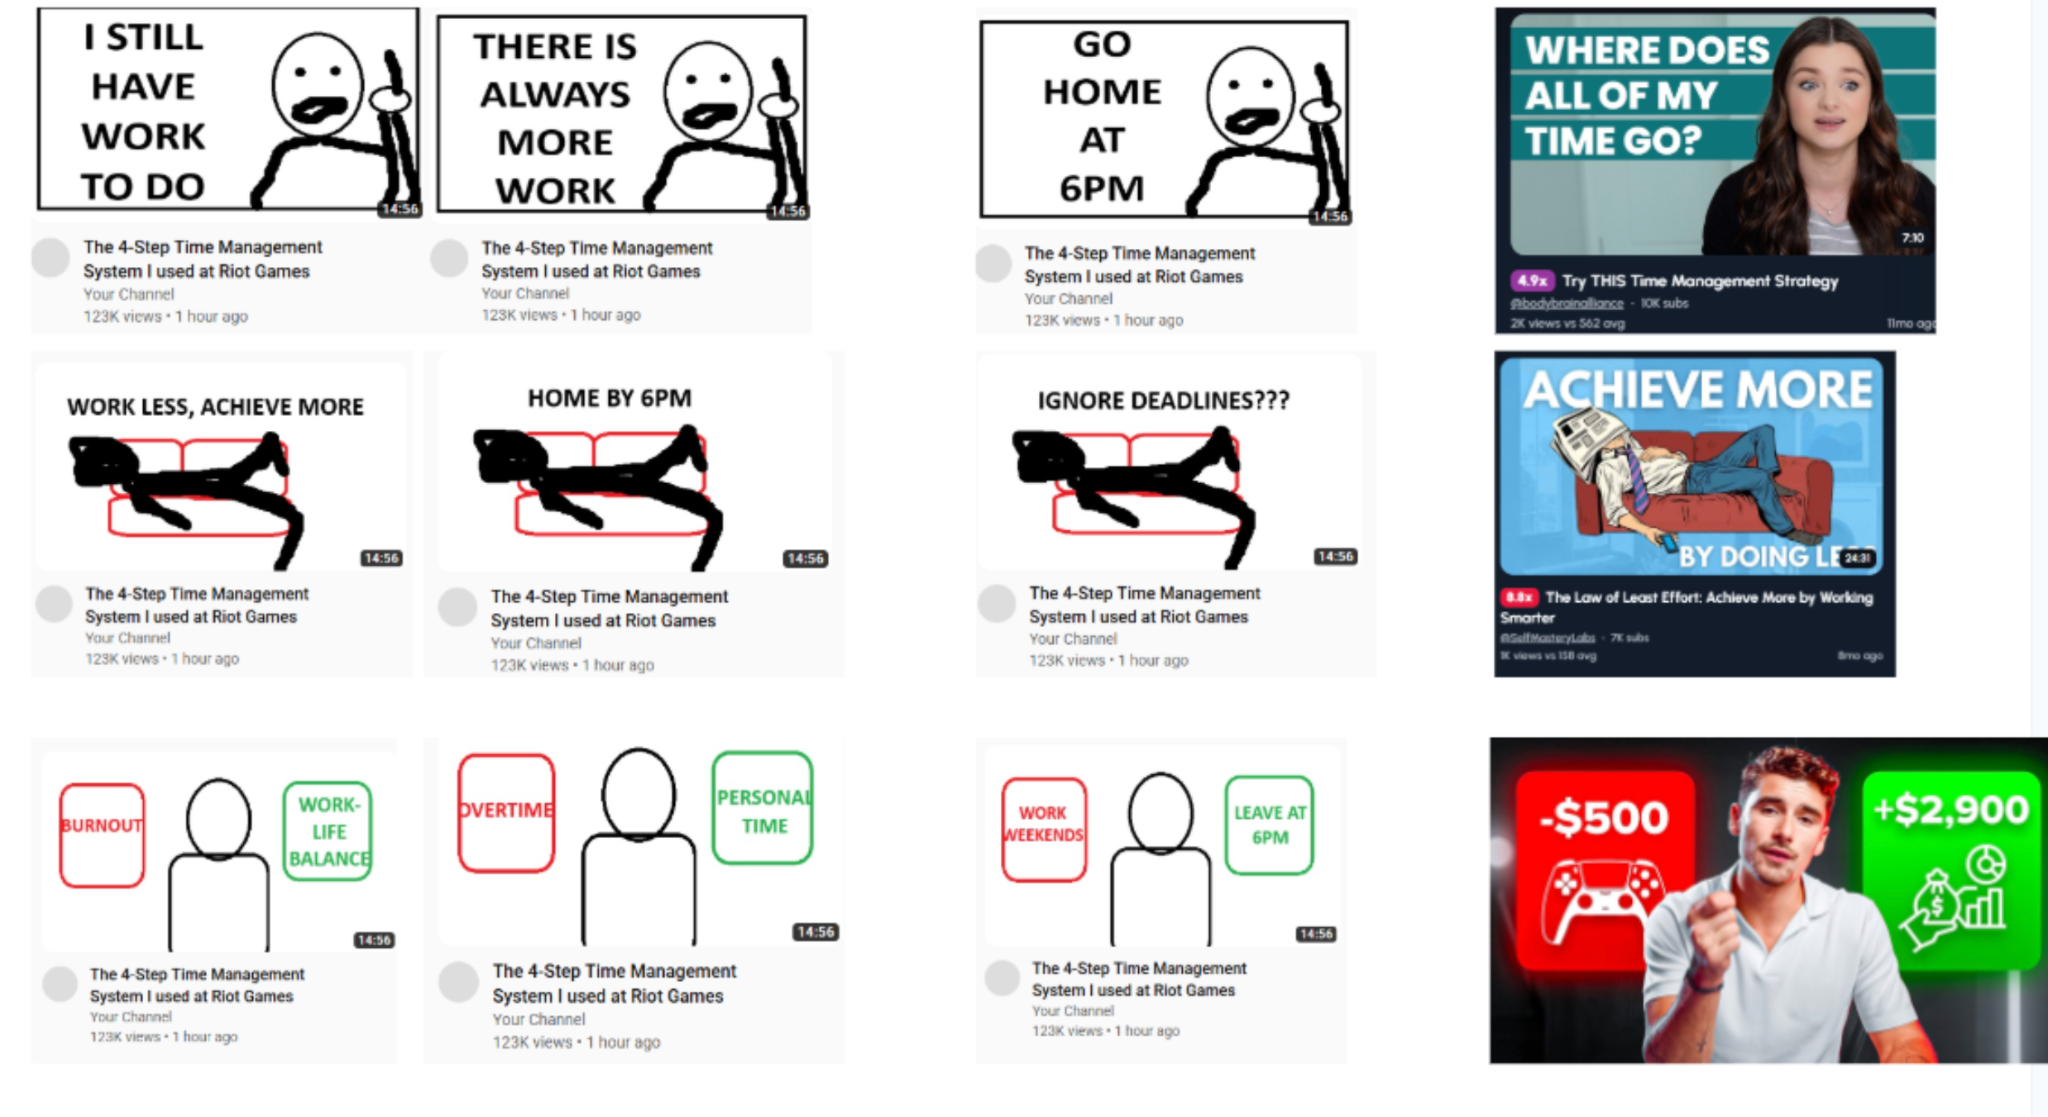 I STILL
HAVE
WORK
TO DO
14:56
The 4-Step Time Management
System I used at Riot Games
Your Channel
123K views • 1 hour ago
THERE IS
ALWAYS
MORE
WORK
14:56
The 4-Step Time Management
System I used at Riot Games
Your Channel
123K views • 1 hour ago
GO
HOME
AT
6PM
14:56
The 4-Step Time Management
System I used at Riot Games
Your Channel
123K views • 1 hour ago
WHERE DOES
ALL OF MY
TIME GO?
7:10
4.9x Try THIS Time Management Strategy
@bodybrainalliance - 10K subs
2K views vs 562 avg
11mo ago
WORK LESS, ACHIEVE MORE
14:56
The 4-Step Time Management
System I used at Riot Games
Your Channel
123K views • 1 hour ago
HOME BY 6PM
14:56
The 4-Step Time Management
System I used at Riot Games
Your Channel
123K views • 1 hour ago
IGNORE DEADLINES???
14:56
The 4-Step Time Management
System I used at Riot Games
Your Channel
123K views • 1 hour ago
ACHIEVE MORE
BY DOING LE
24:31
8.8x The Law of Least Effort: Achieve More by Working
Smarter
@SelfMasteryLabs - 7K subs
1K views vs 158 avg
8mo ago
BURNOUT
WORK-
LIFE
BALANCE
14:56
The 4-Step Time Management
System I used at Riot Games
Your Channel
123K views • 1 hour ago
OVERTIME
PERSONAL
TIME
14:56
The 4-Step Time Management
System I used at Riot Games
Your Channel
123K views • 1 hour ago
WORK
WEEKENDS
LEAVE AT
6PM
14:56
The 4-Step Time Management
System I used at Riot Games
Your Channel
123K views • 1 hour ago
-$500
+$2,900
$